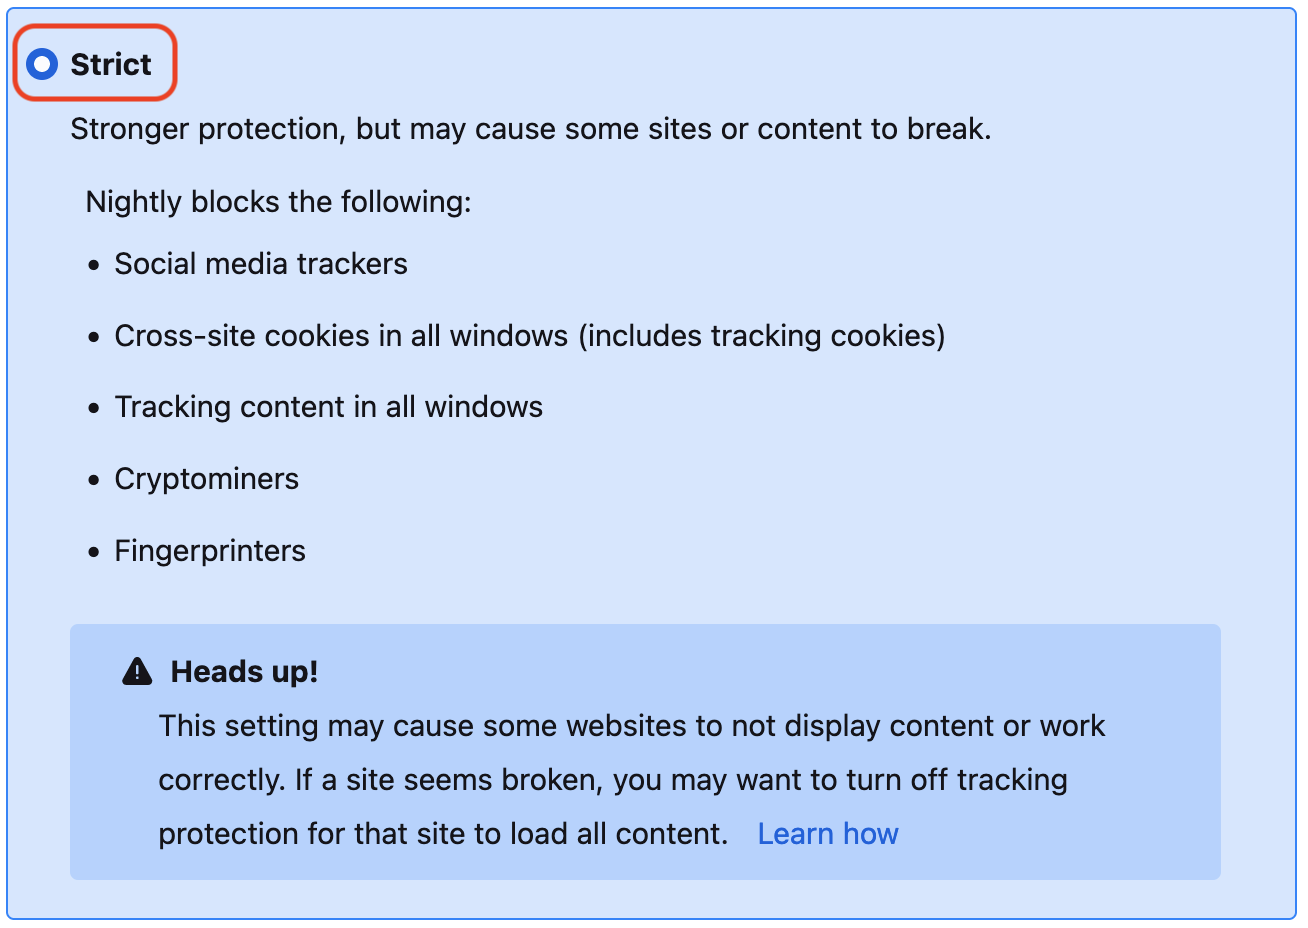 Strict
Stronger protection, but may cause some sites or content to break.
Nightly blocks the following:
• Social media trackers
• Cross-site cookies in all windows (includes tracking cookies)
• Tracking content in all windows
• Cryptominers
• Fingerprinters
Heads up!
This setting may cause some websites to not display content or work
correctly. If a site seems broken, you may want to turn off tracking
protection for that site to load all content. Learn how